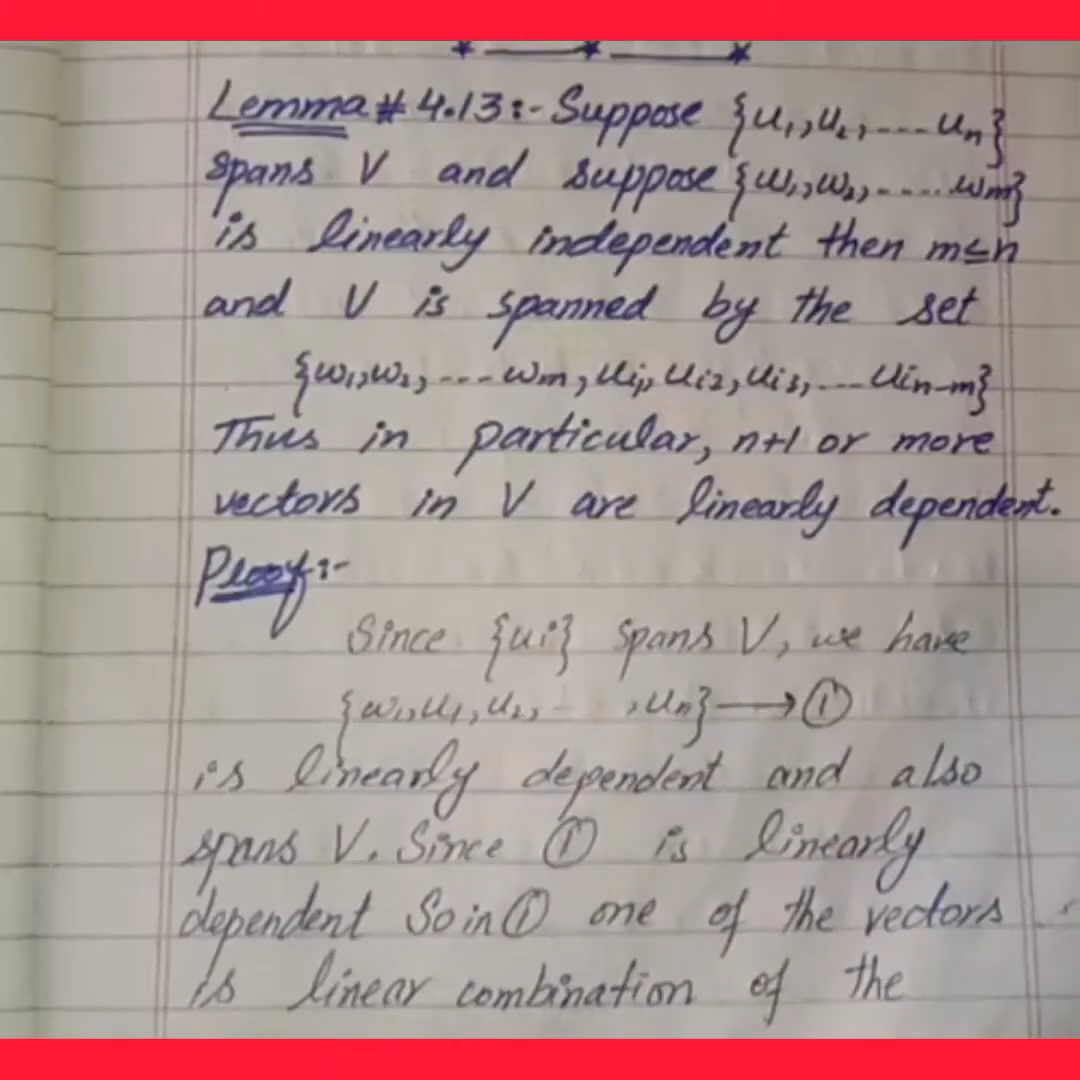 Lemma # 4.13:- Suppose {u₁,u₂,....uₙ}
spans V and suppose {w₁,w₂,.....wₘ}
is linearly independent then m≤n
and V is spanned by the set
{w₁,w₂,....wₘ,uᵢ₁,uᵢ₂,uᵢ₃,....uᵢₙ₋ₘ}
Thus in particular, n+1 or more
vectors in V are linearly dependent.
Proof:-
Since {uᵢ} spans V, we have
{w₁,u₁,u₂,- ,uₙ}⟶①
is linearly dependent and also
spans V. Since ① is linearly
dependent So in ① one of the vectors
is linear combination of the